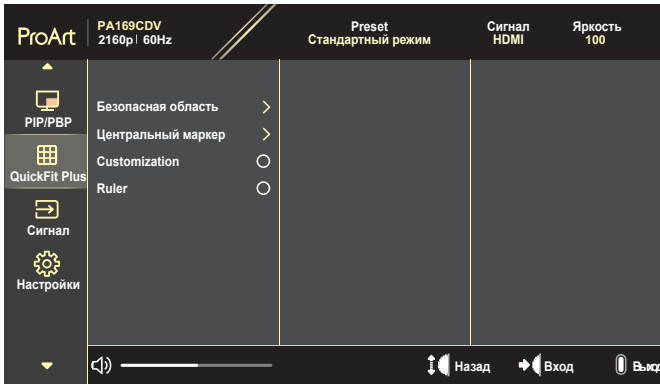 ProArt
PA169CDV
2160p | 60Hz
Preset
Стандартный режим
Сигнал
HDMI
Яркость
100
PIP/PBP
QuickFit Plus
Сигнал
Настройки
Безопасная область
Центральный маркер
Customization
Ruler
Назад
Вход
Выход